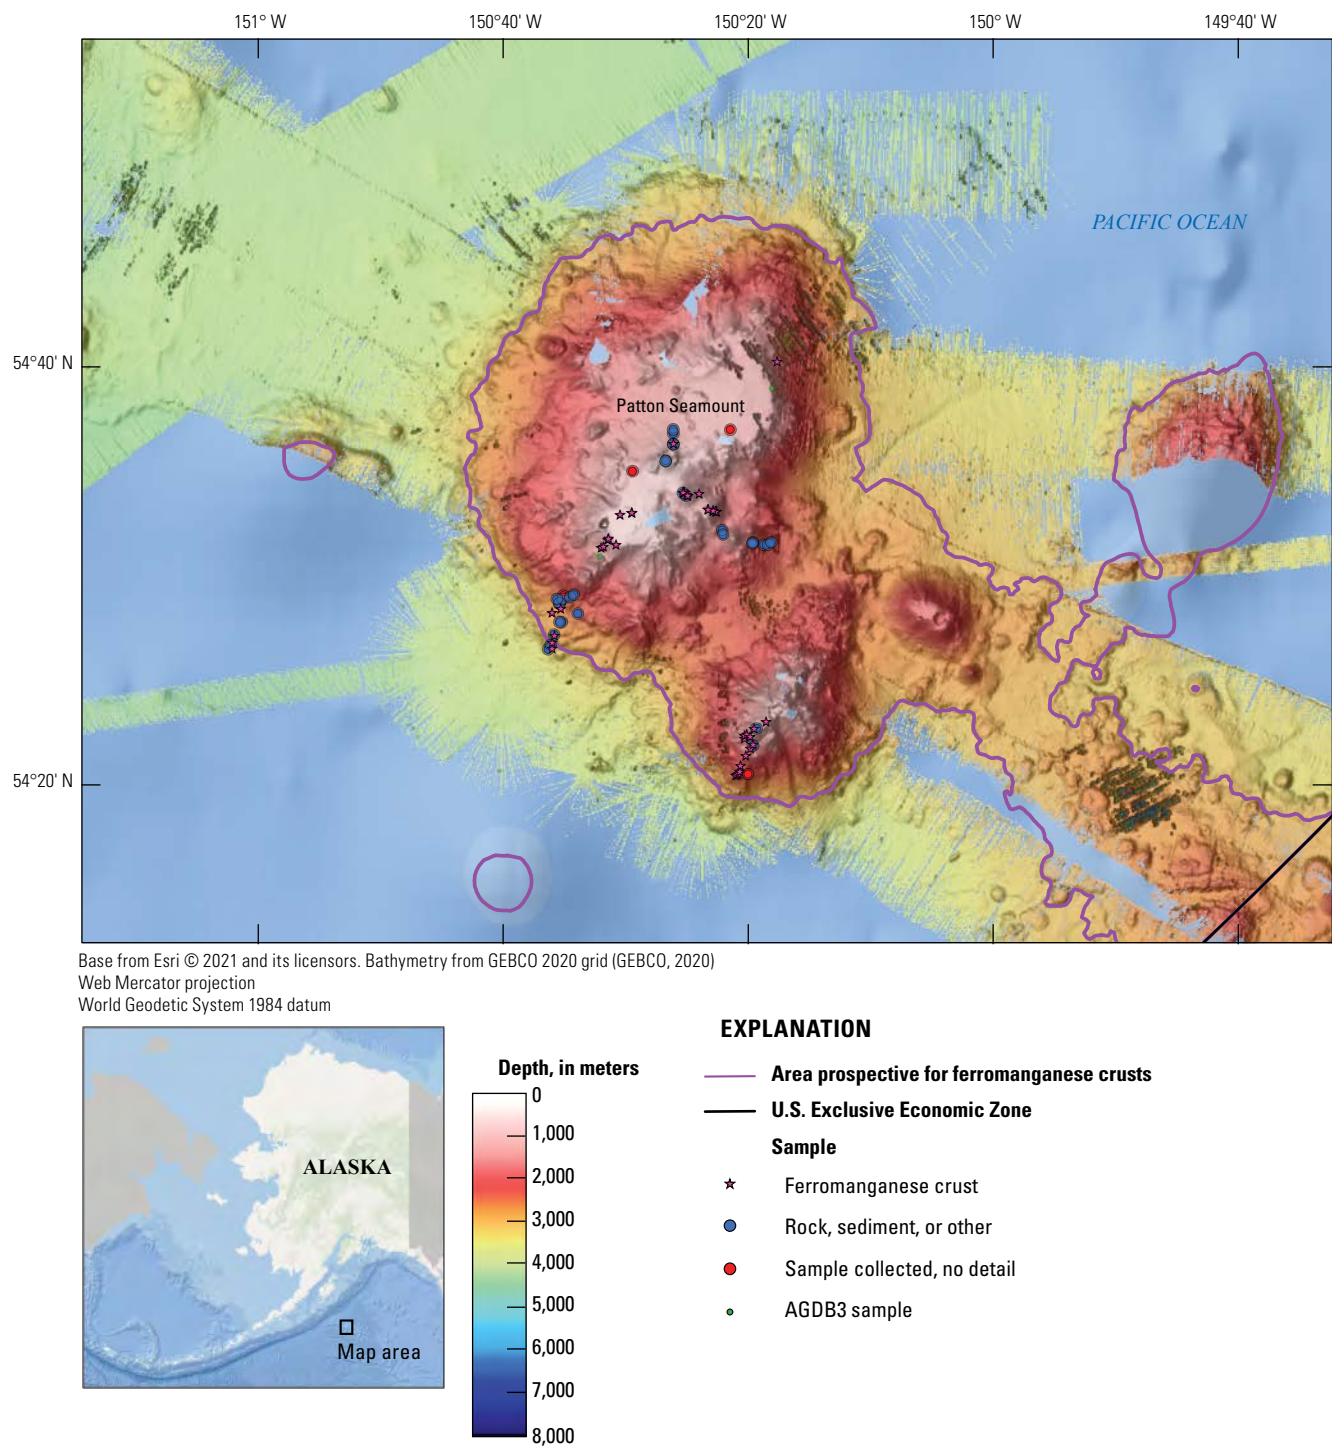 151° W
150°40' W
150°20' W
150° W
149°40' W
PACIFIC OCEAN
54°40' N
Patton Seamount
54°20' N
Base from Esri © 2021 and its licensors. Bathymetry from GEBCO 2020 grid (GEBCO, 2020)
Web Mercator projection
World Geodetic System 1984 datum
ALASKA
Map area
Depth, in meters
0
1,000
2,000
3,000
4,000
5,000
6,000
7,000
8,000
EXPLANATION
Area prospective for ferromanganese crusts
U.S. Exclusive Economic Zone
Sample
Ferromanganese crust
Rock, sediment, or other
Sample collected, no detail
AGDB3 sample